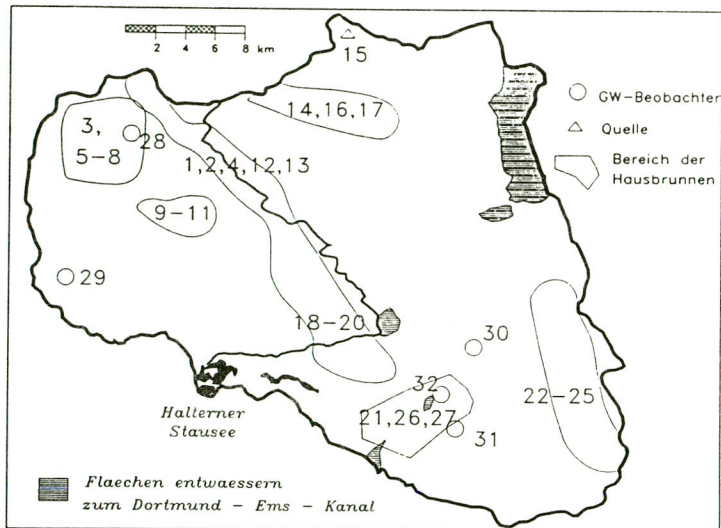 2 4 6 8
km
15
GW-Beobachter
14,16,17
Quelle
3,
5-8
28
Bereich der
Hausbrunnen
1,2,4,12,13
9-11
29
18-20
30
32
22-25
21,26,27
31
Halterner
Stausee
Flaechen entwaessern
zum Dortmund - Ems - Kanal